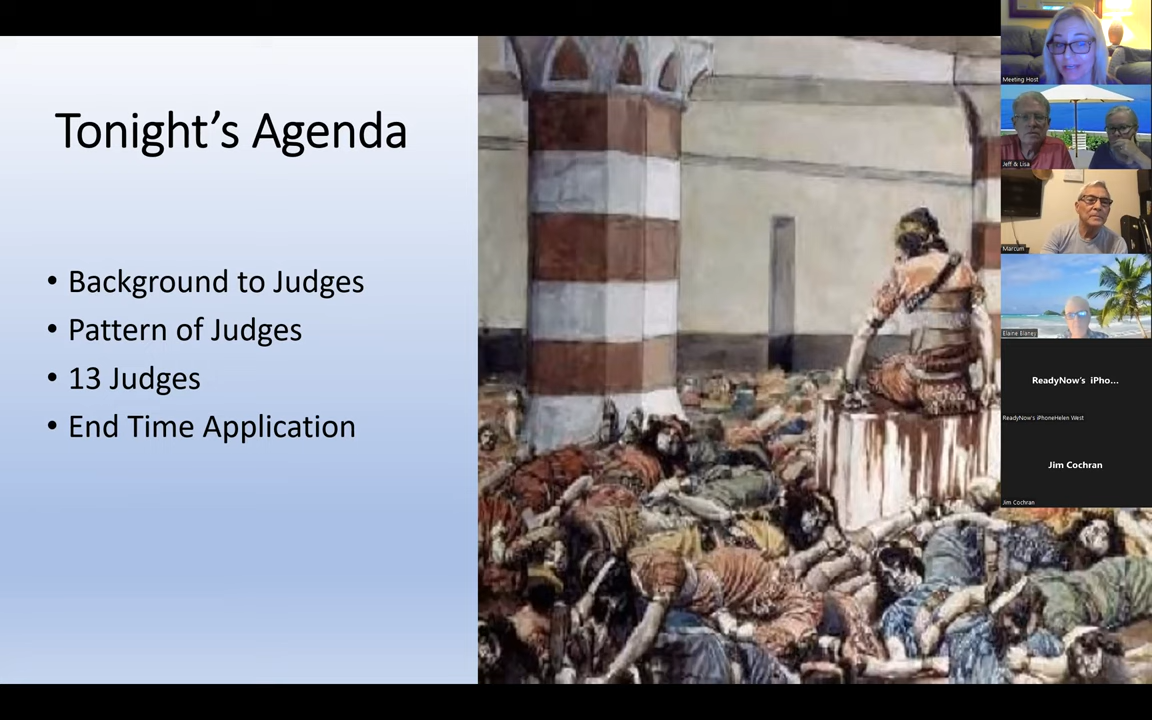 Tonight's Agenda
• Background to Judges
• Pattern of Judges
• 13 Judges
• End Time Application
Meeting Host
Jeff & Lisa
Marcum
Elaine Blaney
ReadyNow's iPho...
ReadyNow's iPhoneHelen West
Jim Cochran
Jim Cochran